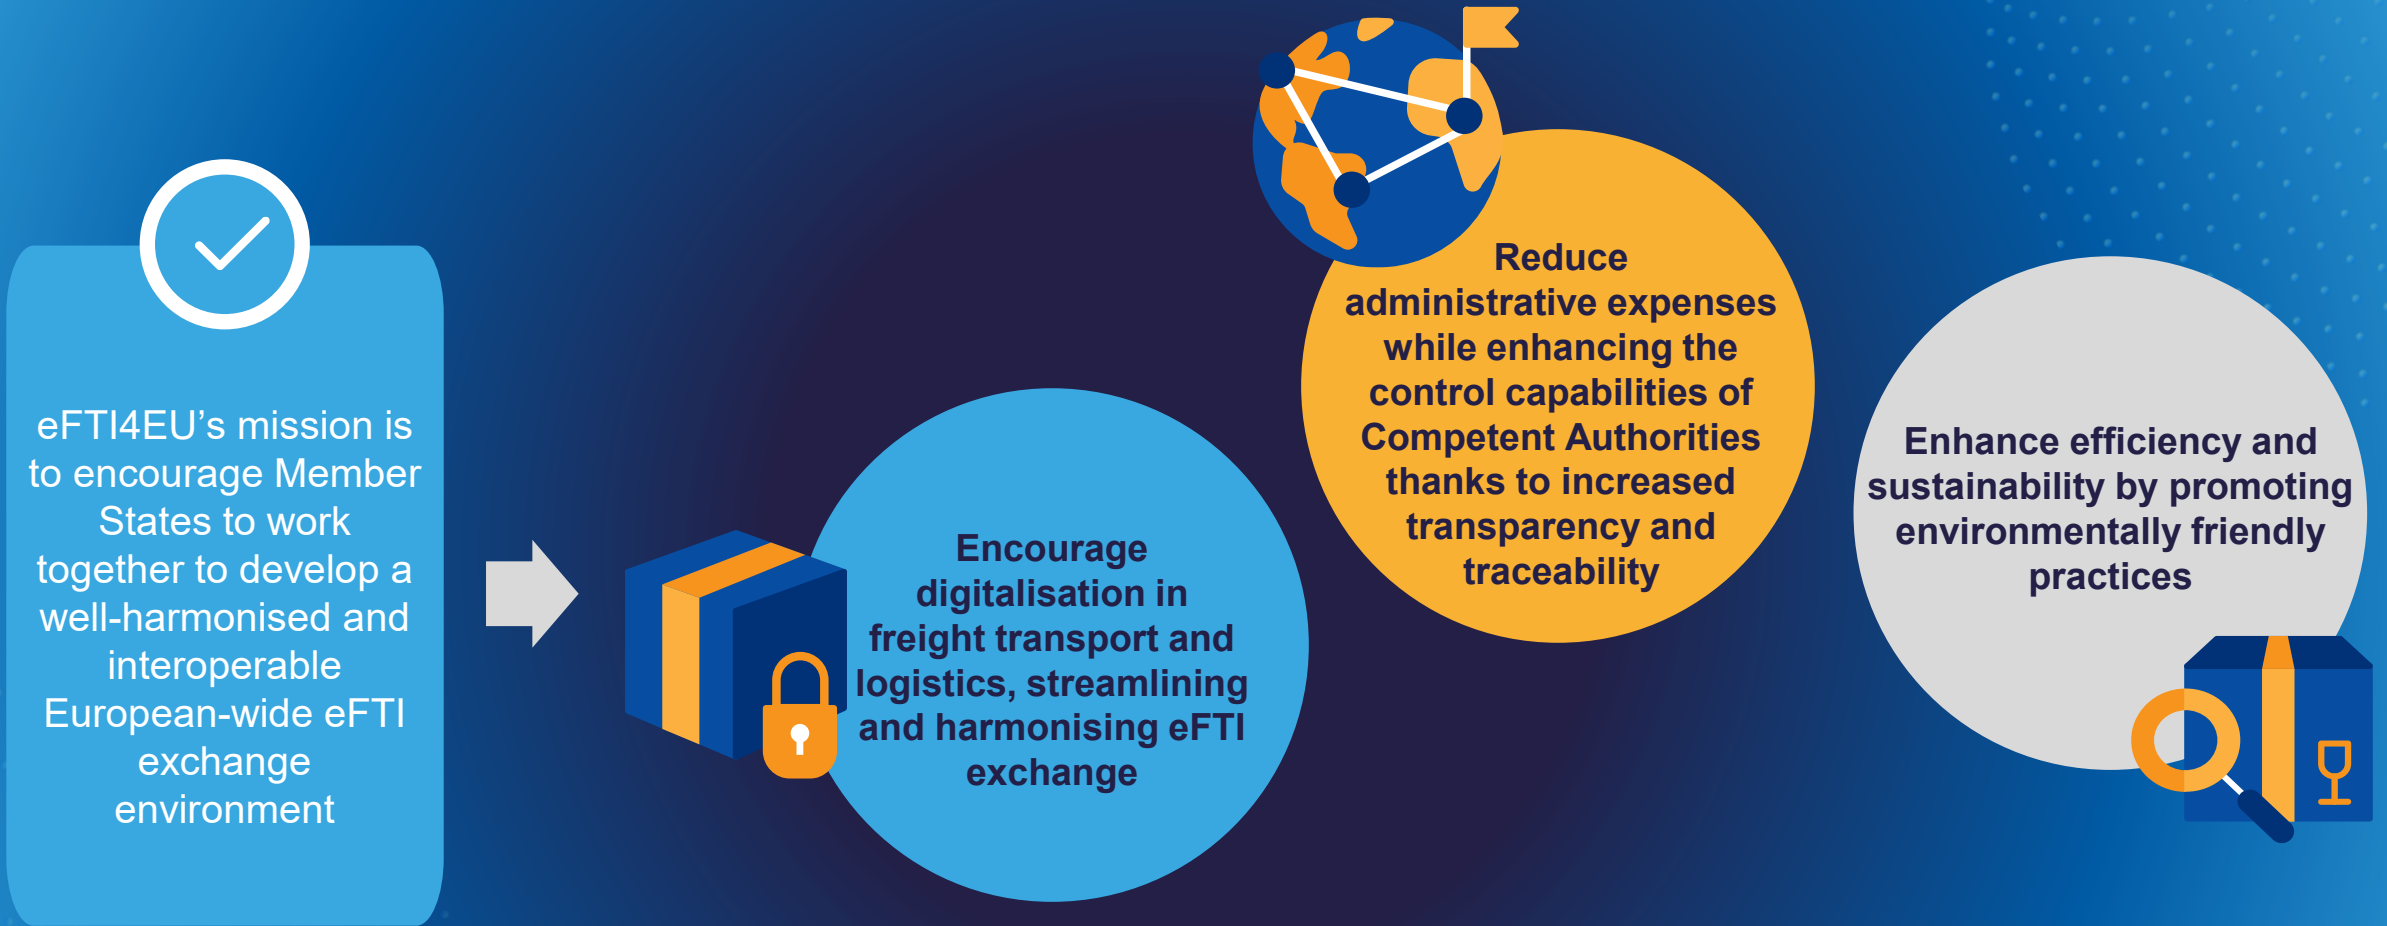 eFTI4EU’s mission is
to encourage Member
States to work
together to develop a
well-harmonised and
interoperable
European-wide eFTI
exchange
environment
Encourage
digitalisation in
freight transport and
logistics, streamlining
and harmonising eFTI
exchange
Reduce
administrative expenses
while enhancing the
control capabilities of
Competent Authorities
thanks to increased
transparency and
traceability
Enhance efficiency and
sustainability by promoting
environmentally friendly
practices